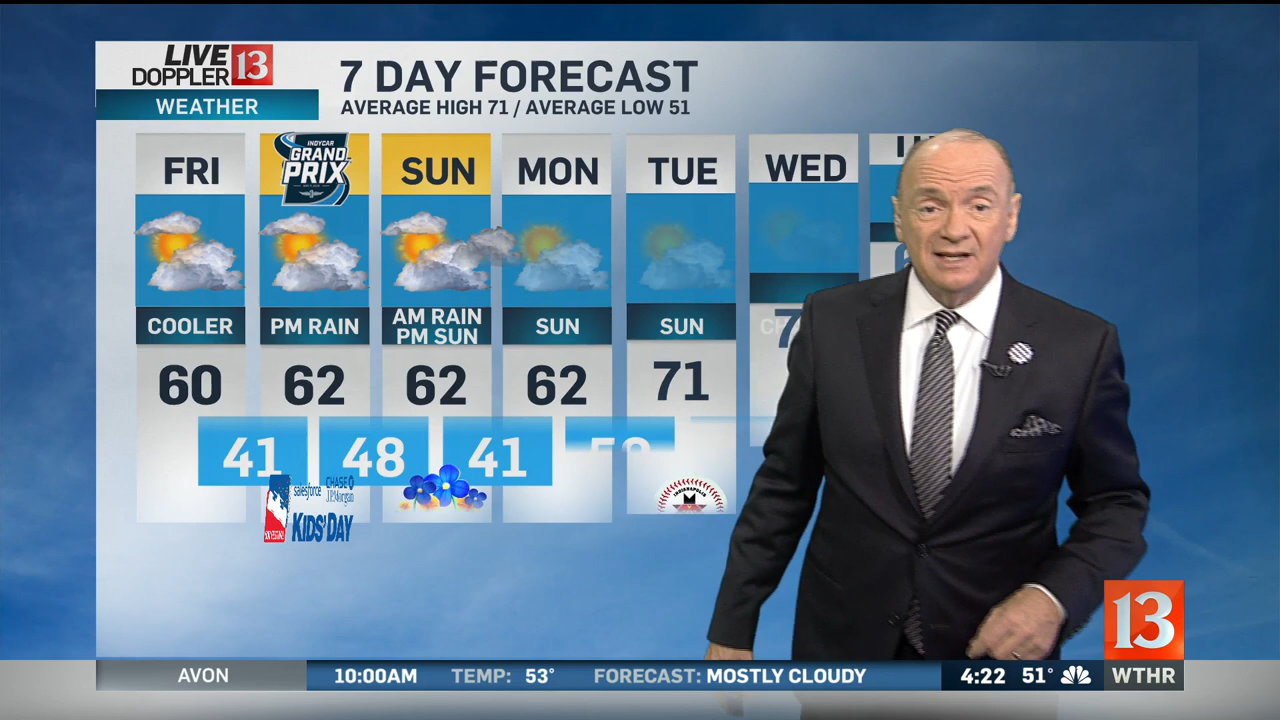 LIVE
DOPPLER 13
WEATHER
7 DAY FORECAST
AVERAGE HIGH 71 / AVERAGE LOW 51
FRI
INDYCAR
GRAND
PRIX
SUN
MON
TUE
WED
COOLER
PM RAIN
AM RAIN
PM SUN
SUN
SUN
60
62
62
62
71
7
41
48
41
salesforce
CHASE
J.P.Morgan
KIDS' DAY
INDIANAPOLIS
13
WTHR
AVON
10:00AM
TEMP: 53°
FORECAST: MOSTLY CLOUDY
4:22
51°